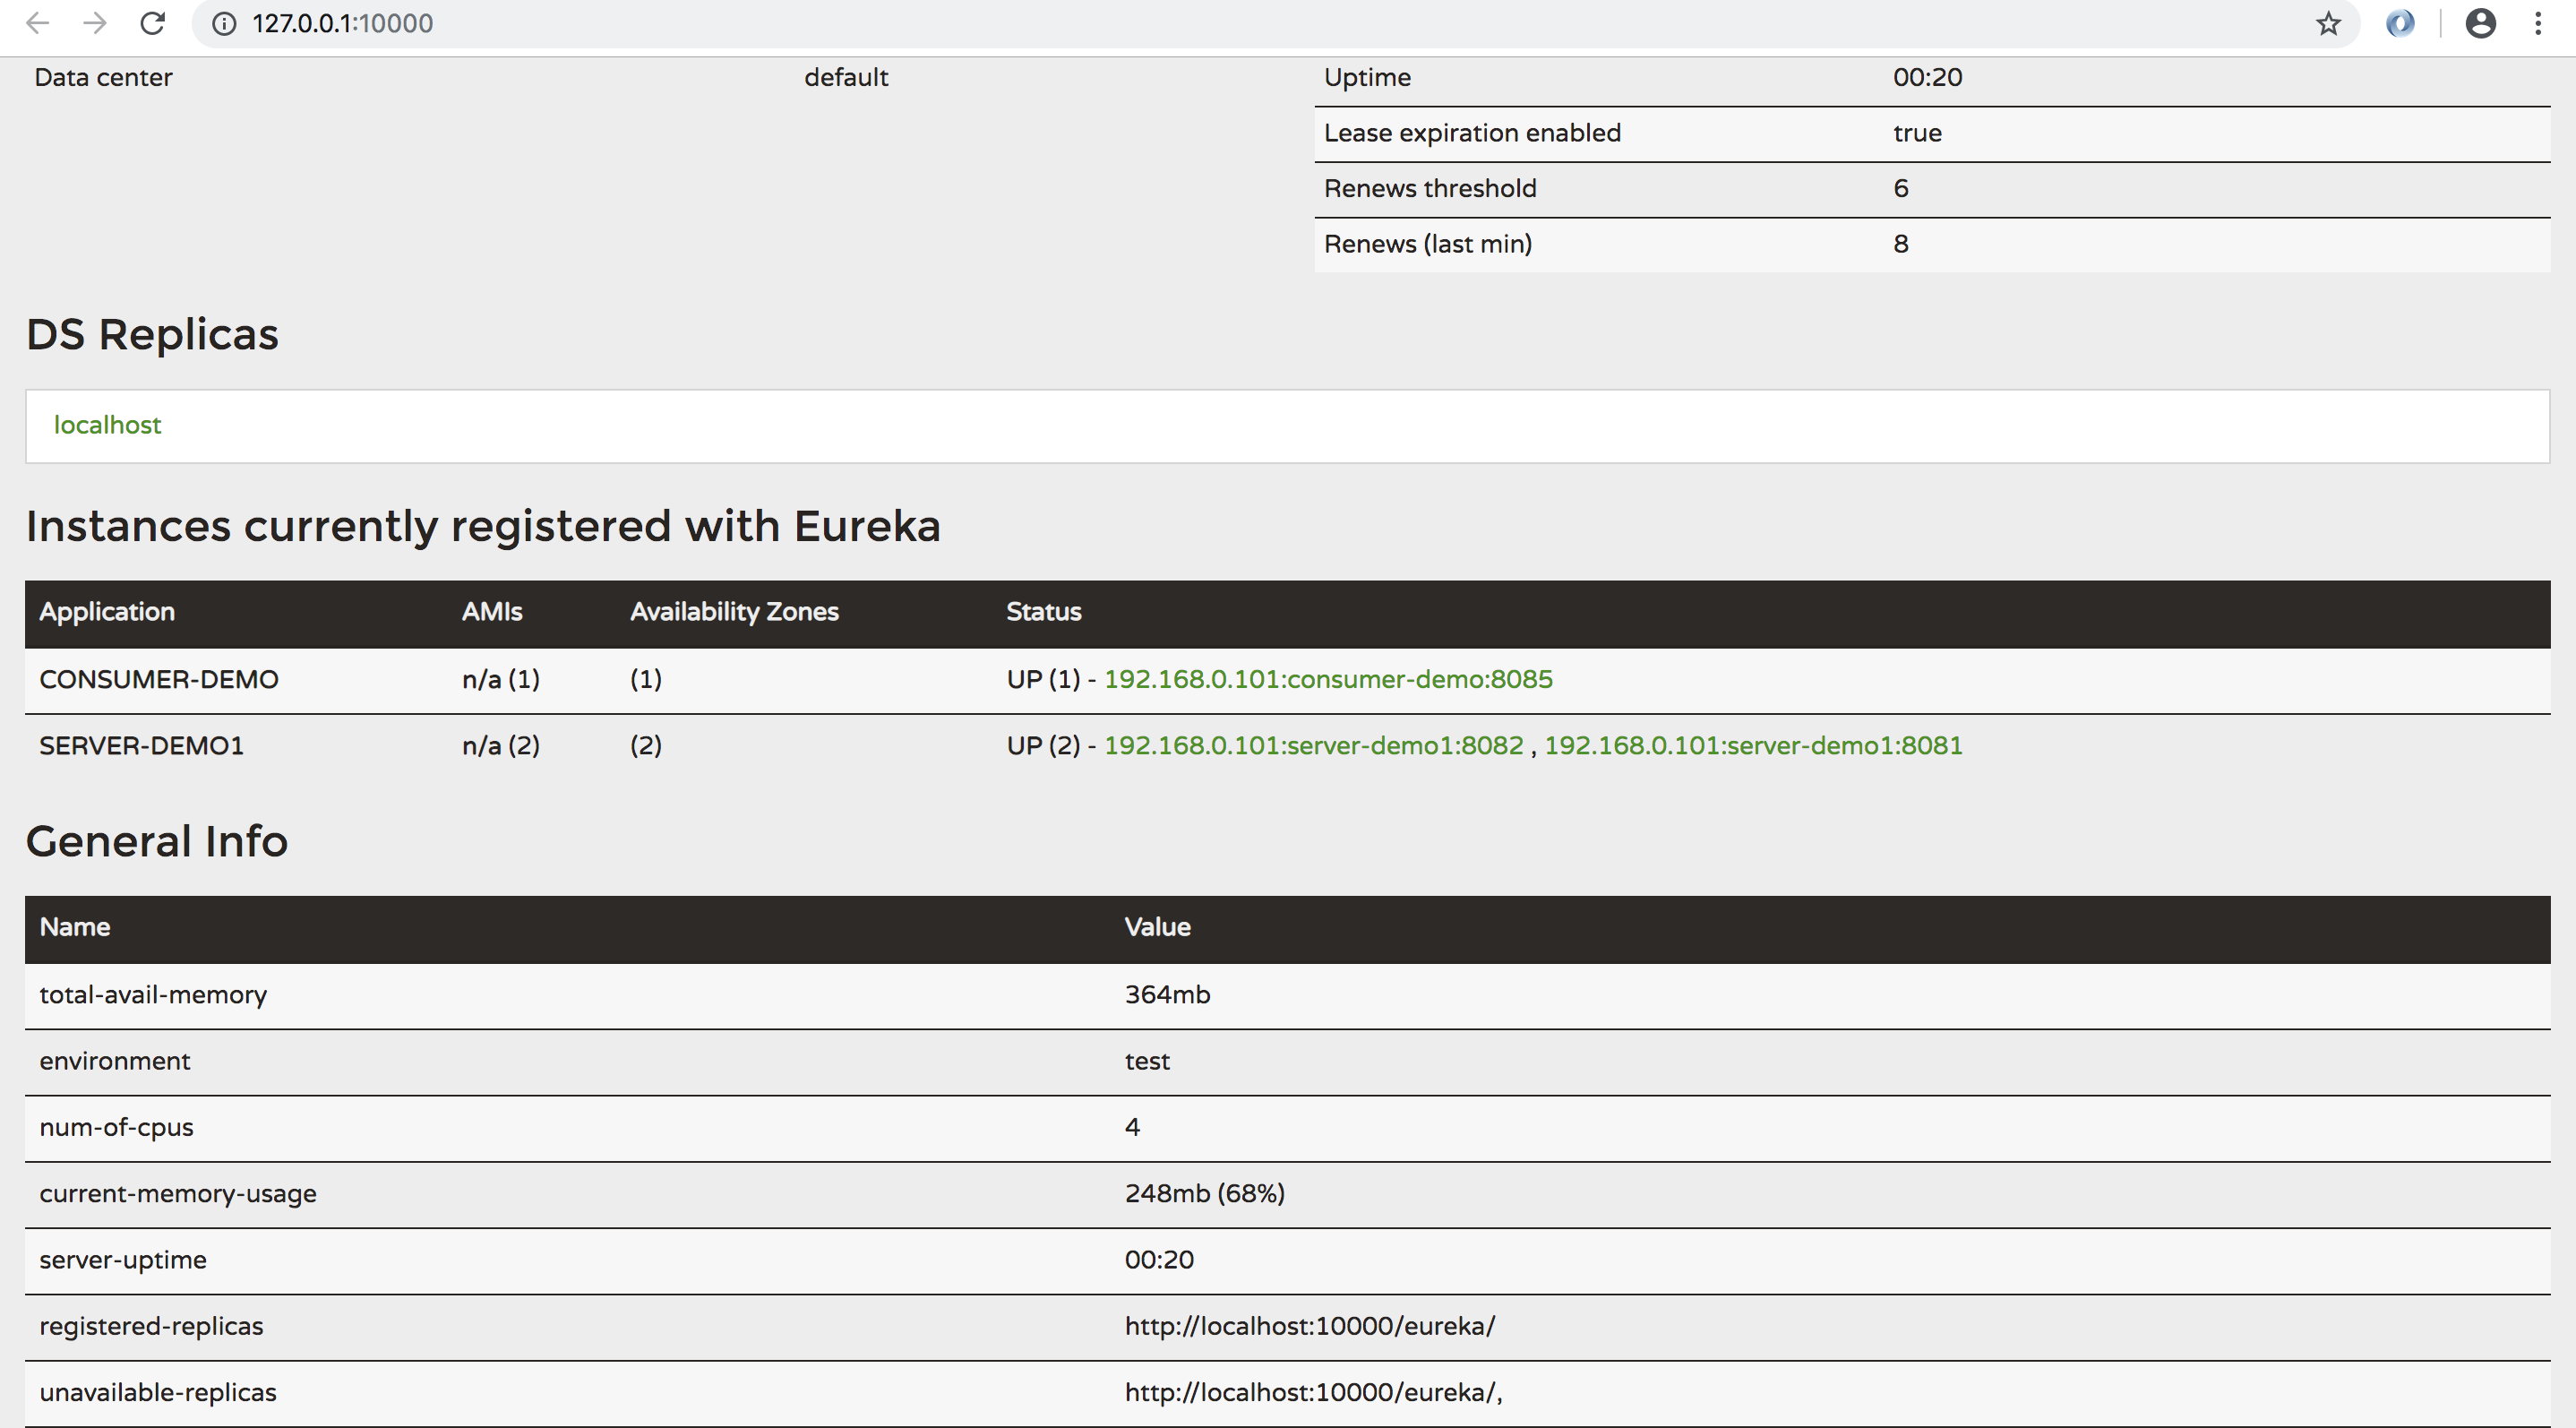 127.0.0.1:10000
Data center default Uptime 00:20
Lease expiration enabled true
Renews threshold 6
Renews (last min) 8
DS Replicas
localhost
Instances currently registered with Eureka
Application AMIs Availability Zones Status
CONSUMER-DEMO n/a (1) (1) UP (1) - 192.168.0.101:consumer-demo:8085
SERVER-DEMO1 n/a (2) (2) UP (2) - 192.168.0.101:server-demo1:8082 , 192.168.0.101:server-demo1:8081
General Info
Name Value
total-avail-memory 364mb
environment test
num-of-cpus 4
current-memory-usage 248mb (68%)
server-uptime 00:20
registered-replicas http://localhost:10000/eureka/
unavailable-replicas http://localhost:10000/eureka/,